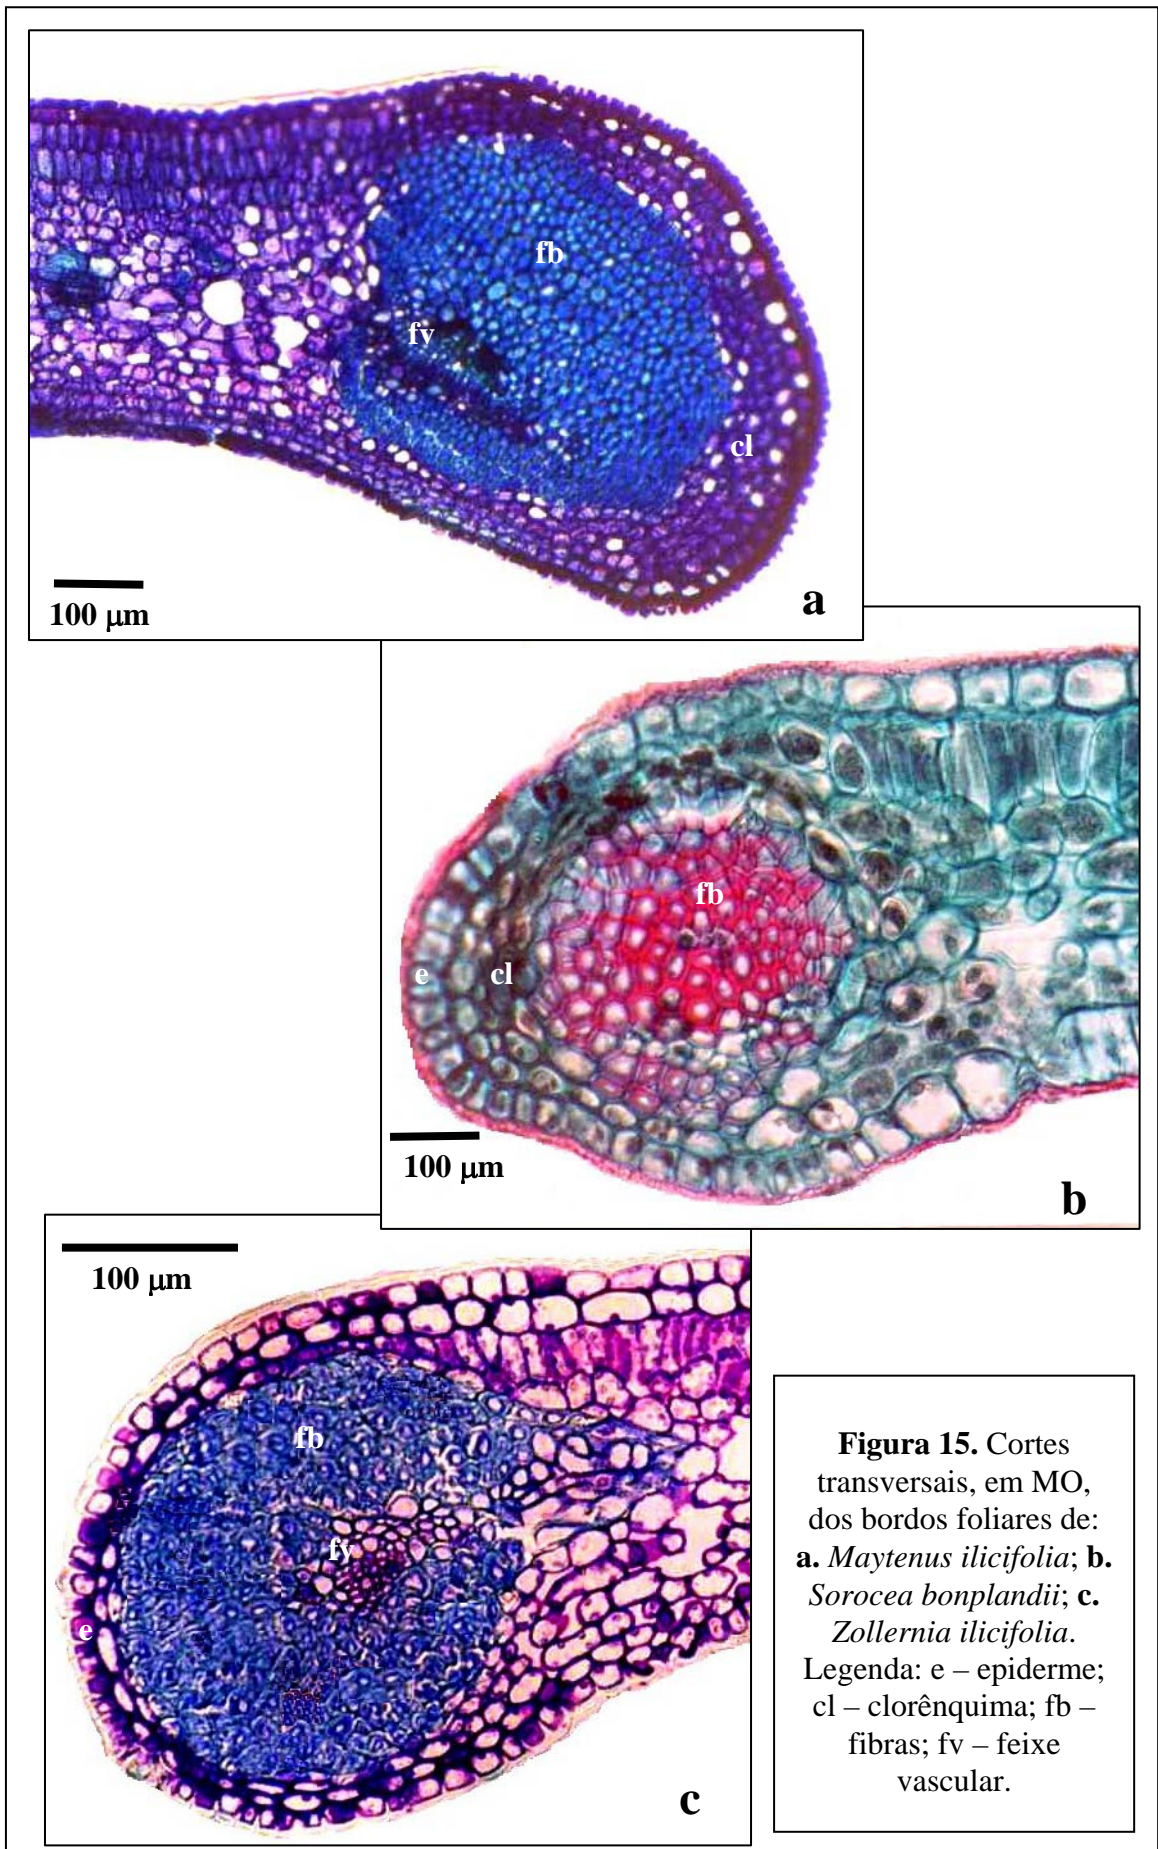 fb
fv
cl
100 μm
a
fb
e
cl
100 μm
b
100 μm
fb
fv
e
c
Figura 15. Cortes
transversais, em MO,
dos bordos foliares de:
a. Maytenus ilicifolia; b.
Sorocea bonplandii; c.
Zollernia ilicifolia.
Legenda: e – epiderme;
cl – clorênquima; fb –
fibras; fv – feixe
vascular.